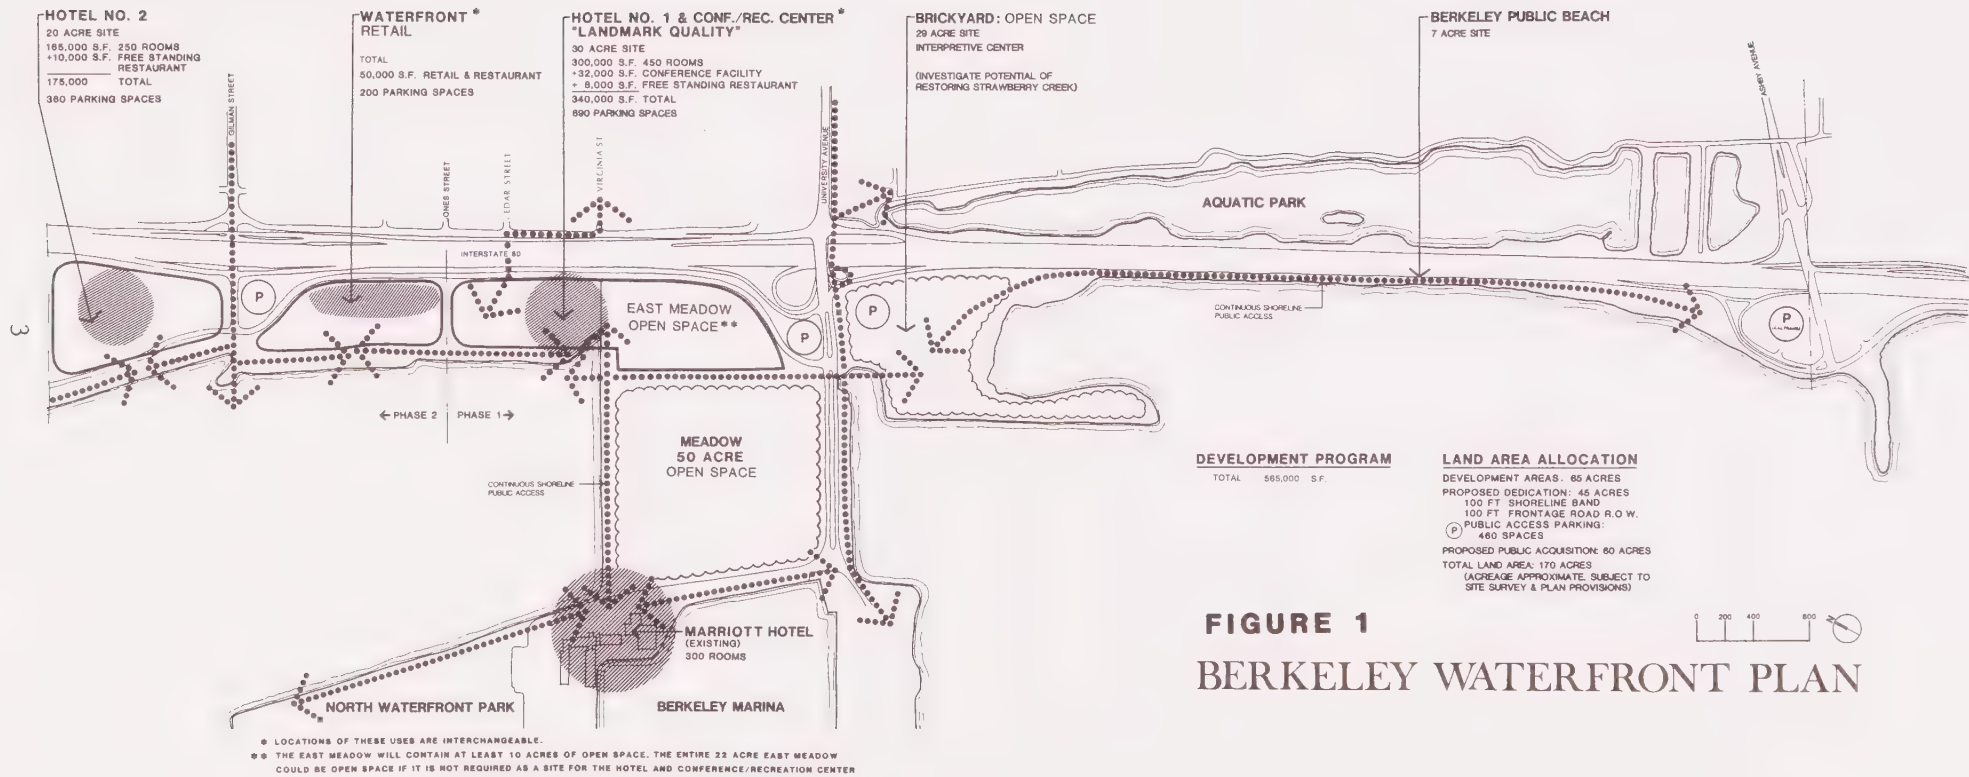 HOTEL NO. 2
20 ACRE SITE
165,000 S.F. 250 ROOMS
+10,000 S.F. FREE STANDING
RESTAURANT
175,000 TOTAL
360 PARKING SPACES
WATERFRONT *
RETAIL
TOTAL
50,000 S.F. RETAIL & RESTAURANT
200 PARKING SPACES
HOTEL NO. 1 & CONF./REC. CENTER *
"LANDMARK QUALITY"
30 ACRE SITE
300,000 S.F. 450 ROOMS
+32,000 S.F. CONFERENCE FACILITY
+ 8,000 S.F. FREE STANDING RESTAURANT
340,000 S.F. TOTAL
690 PARKING SPACES
BRICKYARD: OPEN SPACE
29 ACRE SITE
INTERPRETIVE CENTER
(INVESTIGATE POTENTIAL OF
RESTORING STRAWBERRY CREEK)
BERKELEY PUBLIC BEACH
7 ACRE SITE
GILMAN STREET
JONES STREET
CEDAR STREET
VIRGINIA ST
UNIVERSITY AVENUE
ASHBY AVENUE
AQUATIC PARK
INTERSTATE 80
P
EAST MEADOW
OPEN SPACE**
P
P
P
CONTINUOUS SHORELINE
PUBLIC ACCESS
3
← PHASE 2 PHASE 1 →
MEADOW
50 ACRE
OPEN SPACE
CONTINUOUS SHORELINE
PUBLIC ACCESS
DEVELOPMENT PROGRAM
TOTAL 565,000 S.F.
LAND AREA ALLOCATION
DEVELOPMENT AREAS: 65 ACRES
PROPOSED DEDICATION: 45 ACRES
100 FT SHORELINE BAND
100 FT FRONTAGE ROAD R.O.W.
P PUBLIC ACCESS PARKING:
460 SPACES
PROPOSED PUBLIC ACQUISITION: 60 ACRES
TOTAL LAND AREA: 170 ACRES
(ACREAGE APPROXIMATE, SUBJECT TO
SITE SURVEY & PLAN PROVISIONS)
MARRIOTT HOTEL
(EXISTING)
300 ROOMS
NORTH WATERFRONT PARK
BERKELEY MARINA
FIGURE 1
0 200 400 800
BERKELEY WATERFRONT PLAN
* LOCATIONS OF THESE USES ARE INTERCHANGEABLE.
** THE EAST MEADOW WILL CONTAIN AT LEAST 10 ACRES OF OPEN SPACE. THE ENTIRE 22 ACRE EAST MEADOW
COULD BE OPEN SPACE IF IT IS NOT REQUIRED AS A SITE FOR THE HOTEL AND CONFERENCE/RECREATION CENTER